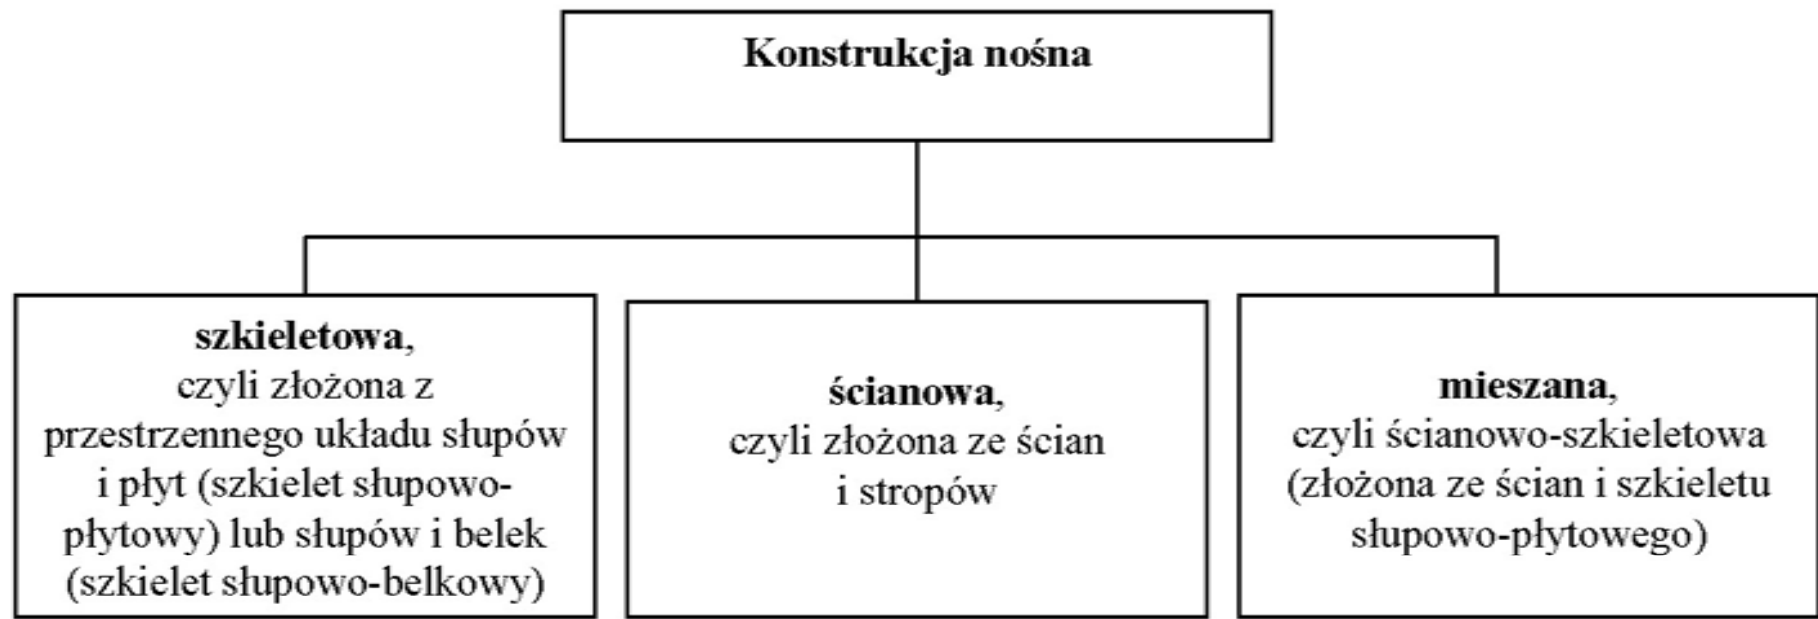 Konstrukcja nośna
szkieletowa,
czyli złożona z
przestrzennego układu słupów
i płyt (szkielet słupowo-
płytowy) lub słupów i belek
(szkielet słupowo-belkowy)
ścianowa,
czyli złożona ze ścian
i stropów
mieszana,
czyli ścianowo-szkieletowa
(złożona ze ścian i szkieletu
słupowo-płytowego)